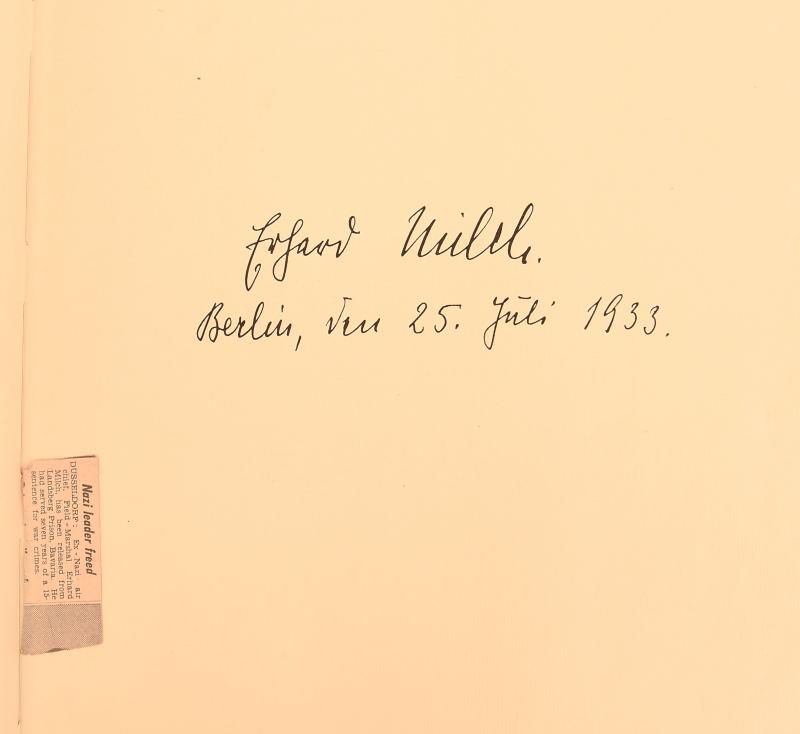 Erhard Milch.
Berlin, den 25. Juli 1933.
Nazi leader freed
DUSSELDORP: Ex-Nazi air
chief, Field-Marshal Erhard
Milch, has been released from
Landsberg Prison, Bavaria. He
had served seven years of a 15-
sentence for war crimes.